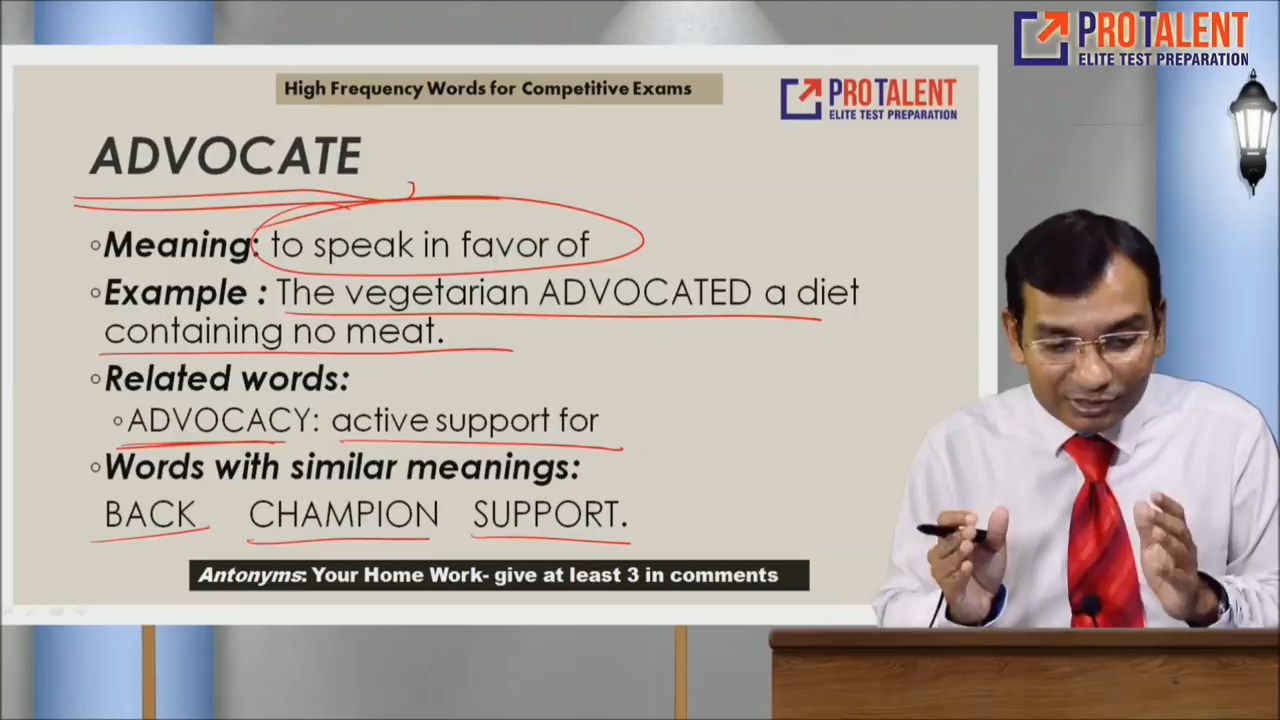 PROTALENT
ELITE TEST PREPARATION
High Frequency Words for Competitive Exams
PROTALENT
ELITE TEST PREPARATION
ADVOCATE
Meaning: to speak in favor of
Example : The vegetarian ADVOCATED a diet
containing no meat.
Related words:
ADVOCACY: active support for
Words with similar meanings:
BACK CHAMPION SUPPORT.
Antonyms: Your Home Work- give at least 3 in comments